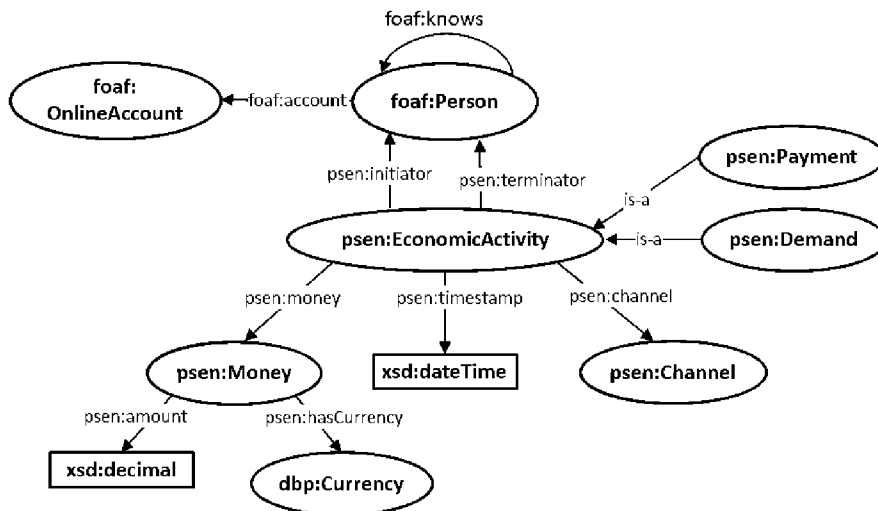 foaf:knows
foaf:
OnlineAccount
foaf:account
foaf:Person
psen:initiator
psen:terminator
psen:Payment
is-a
psen:EconomicActivity
is-a
psen:Demand
psen:money
psen:timestamp
psen:channel
psen:Money
xsd:dateTime
psen:Channel
psen:amount
psen:hasCurrency
xsd:decimal
dbp:Currency